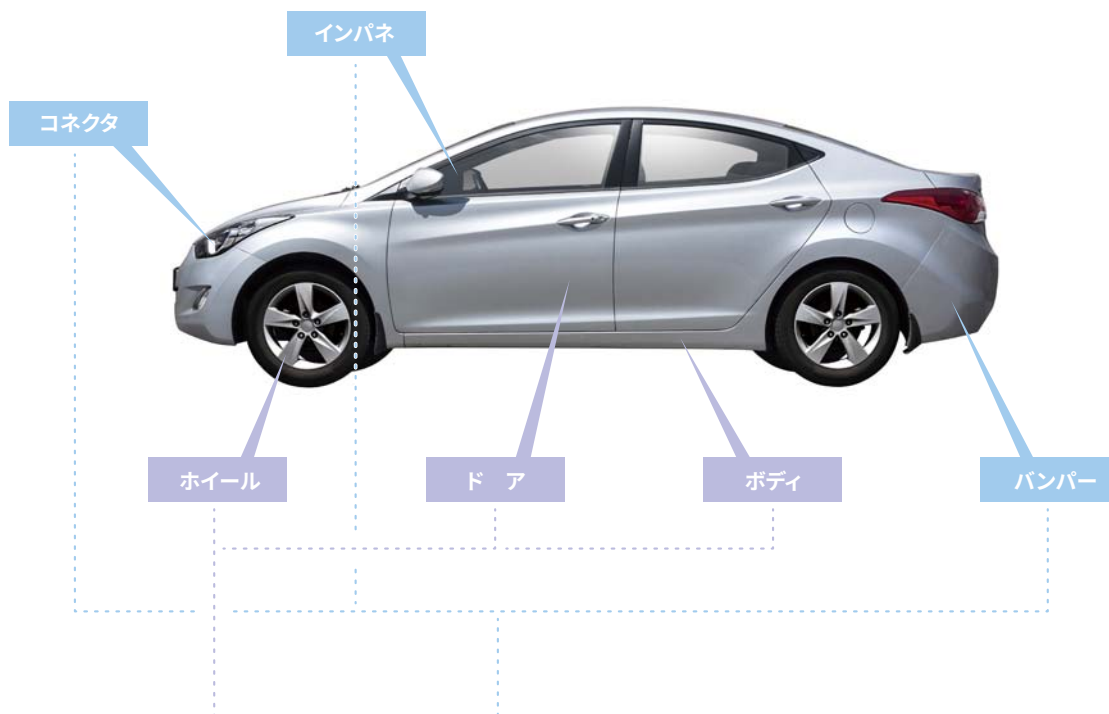 インパネ
コネクタ
ホイール
ド　ア
ボディ
バンパー